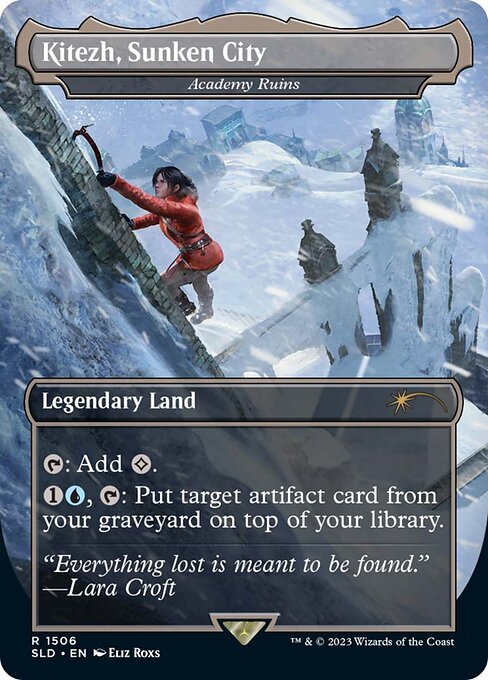 Kitezh, Sunken City
Academy Ruins
Legendary Land
: Add .
1, : Put target artifact card from
your graveyard on top of your library.
“Everything lost is meant to be found.”
—Lara Croft
R 1506
SLD • EN Eliz Roxs
™ & © 2023 Wizards of the Coast